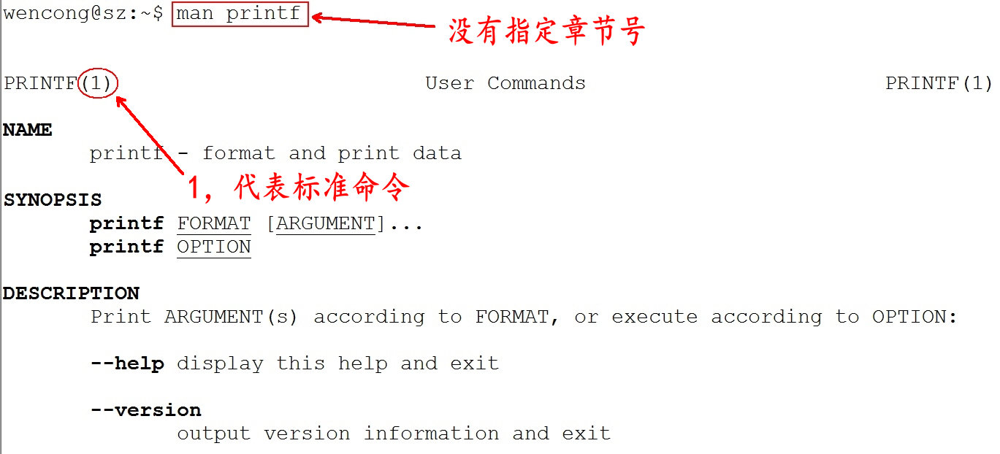 wencong@sz:~$ man printf
没有指定章节号
PRINTF(1) User Commands PRINTF(1)
NAME
printf - format and print data
1，代表标准命令
SYNOPSIS
printf FORMAT [ARGUMENT]...
printf OPTION
DESCRIPTION
Print ARGUMENT(s) according to FORMAT, or execute according to OPTION:
--help display this help and exit
--version
output version information and exit